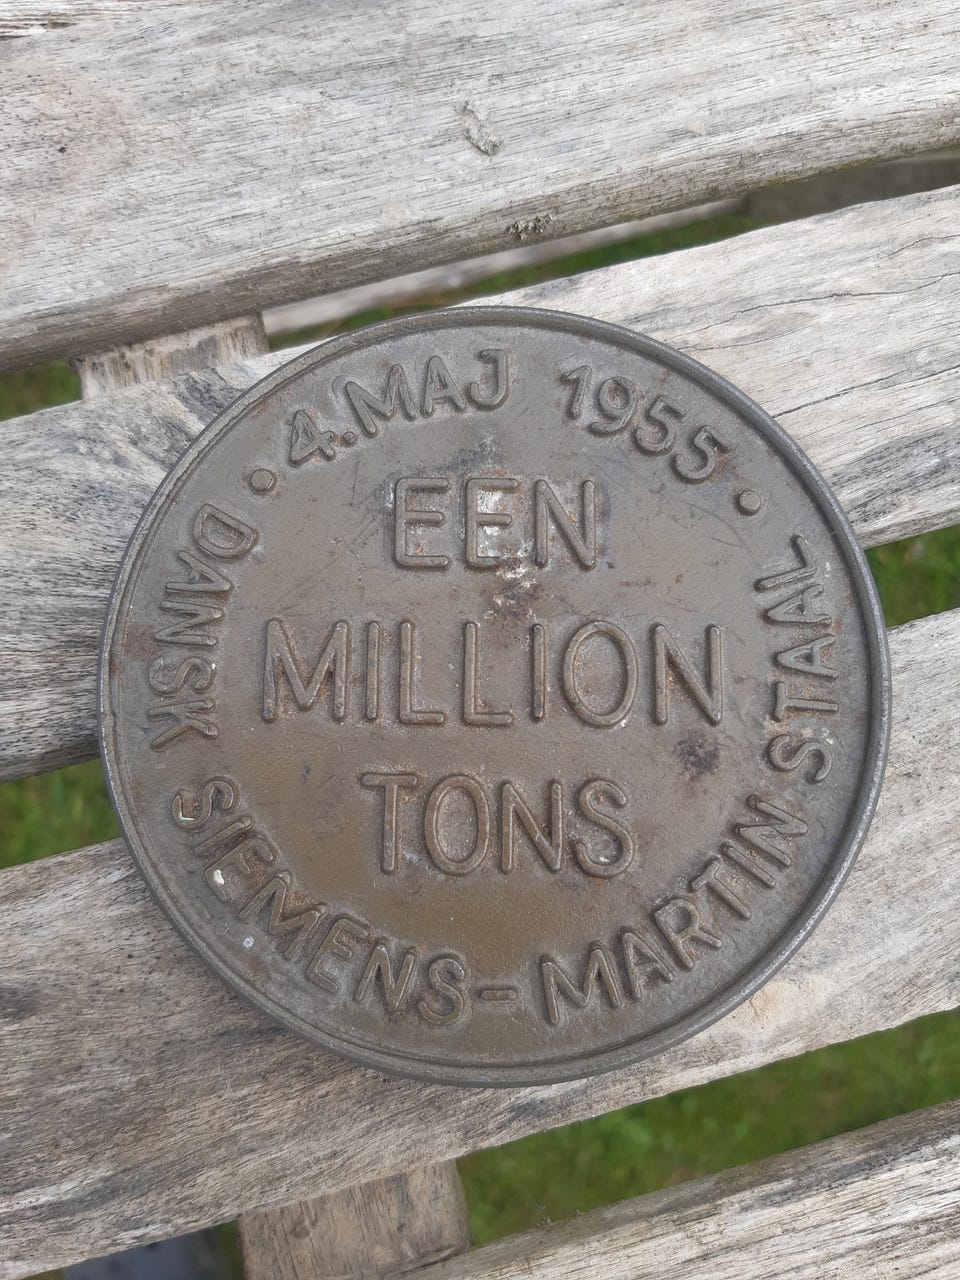 4. MAJ 1955
EEN
MILLION
TONS
DANSK SIEMENS-MARTIN STAAL